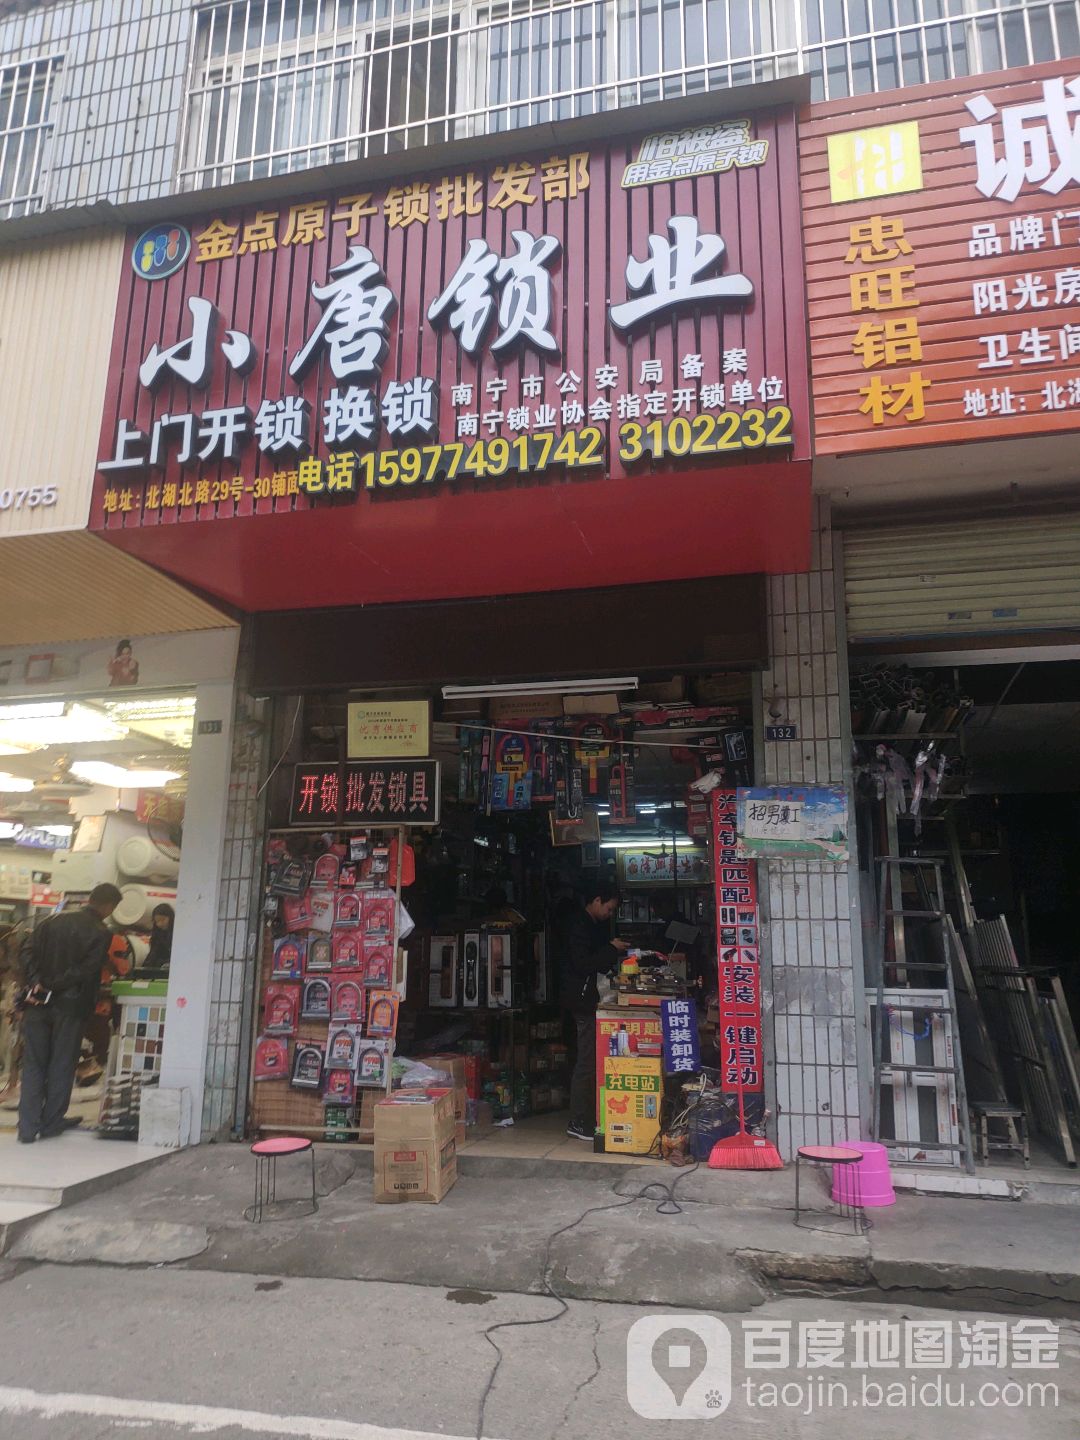 怕被盗
用金点原子锁
金点原子锁批发部
小唐锁业
上门开锁 换锁
南宁市公安局备案
南宁锁业协会指定开锁单位
电话15977491742 3102232
地址：北湖北路29号-30铺面
诚
忠旺铝材
品牌门
阳光房
卫生间
地址：北湖
0755
131
132
优秀供应商
开锁 批发锁具
招男工
汽车钥匙匹配
安装一键启动
临时装卸货
配钥匙
充电站
百度地图淘金
taojin.baidu.com